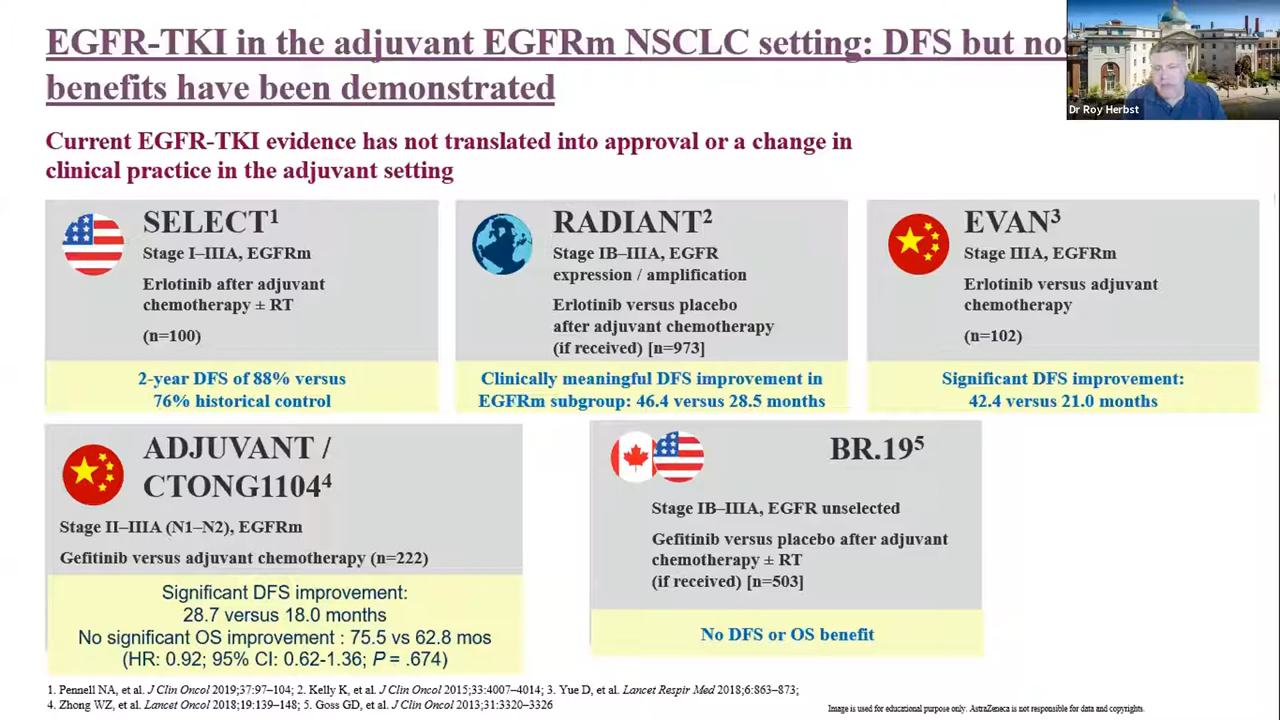 EGFR-TKI in the adjuvant EGFRm NSCLC setting: DFS but no
benefits have been demonstrated
Dr Roy Herbst
Current EGFR-TKI evidence has not translated into approval or a change in
clinical practice in the adjuvant setting
SELECT1
Stage I–IIIA, EGFRm
Erlotinib after adjuvant
chemotherapy ± RT
(n=100)
2-year DFS of 88% versus
76% historical control
RADIANT2
Stage IB–IIIA, EGFR
expression / amplification
Erlotinib versus placebo
after adjuvant chemotherapy
(if received) [n=973]
Clinically meaningful DFS improvement in
EGFRm subgroup: 46.4 versus 28.5 months
EVAN3
Stage IIIA, EGFRm
Erlotinib versus adjuvant
chemotherapy
(n=102)
Significant DFS improvement:
42.4 versus 21.0 months
ADJUVANT /
CTONG11044
Stage II–IIIA (N1–N2), EGFRm
Gefitinib versus adjuvant chemotherapy (n=222)
Significant DFS improvement:
28.7 versus 18.0 months
No significant OS improvement : 75.5 vs 62.8 mos
(HR: 0.92; 95% CI: 0.62-1.36; P = .674)
BR.195
Stage IB–IIIA, EGFR unselected
Gefitinib versus placebo after adjuvant
chemotherapy ± RT
(if received) [n=503]
No DFS or OS benefit
1. Pennell NA, et al. J Clin Oncol 2019;37:97–104; 2. Kelly K, et al. J Clin Oncol 2015;33:4007–4014; 3. Yue D, et al. Lancet Respir Med 2018;6:863–873;
4. Zhong WZ, et al. Lancet Oncol 2018;19:139–148; 5. Goss GD, et al. J Clin Oncol 2013;31:3320–3326
Image is used for educational purpose only. AstraZeneca is not responsible for data and copyrights.